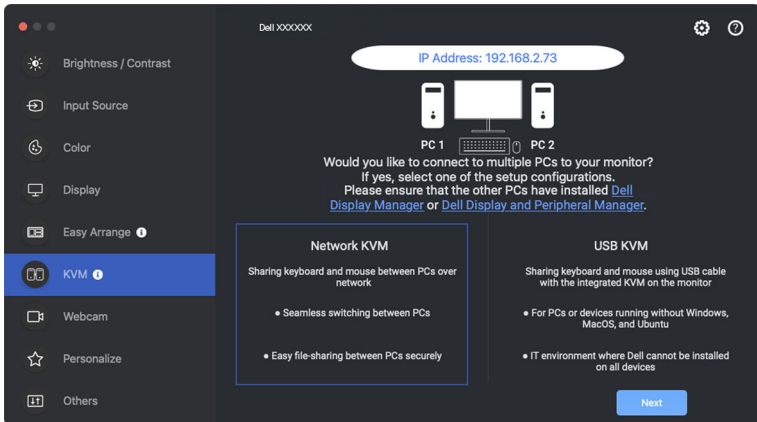 Dell XXXXXX
Brightness / Contrast
Input Source
Color
Display
Easy Arrange
KVM
Webcam
Personalize
Others
IP Address: 192.168.2.73
PC 1
PC 2
Would you like to connect to multiple PCs to your monitor?
If yes, select one of the setup configurations.
Please ensure that the other PCs have installed Dell
Display Manager or Dell Display and Peripheral Manager.
Network KVM
Sharing keyboard and mouse between PCs over
network
● Seamless switching between PCs
● Easy file-sharing between PCs securely
USB KVM
Sharing keyboard and mouse using USB cable
with the integrated KVM on the monitor
● For PCs or devices running without Windows,
MacOS, and Ubuntu
● IT environment where Dell cannot be installed
on all devices
Next